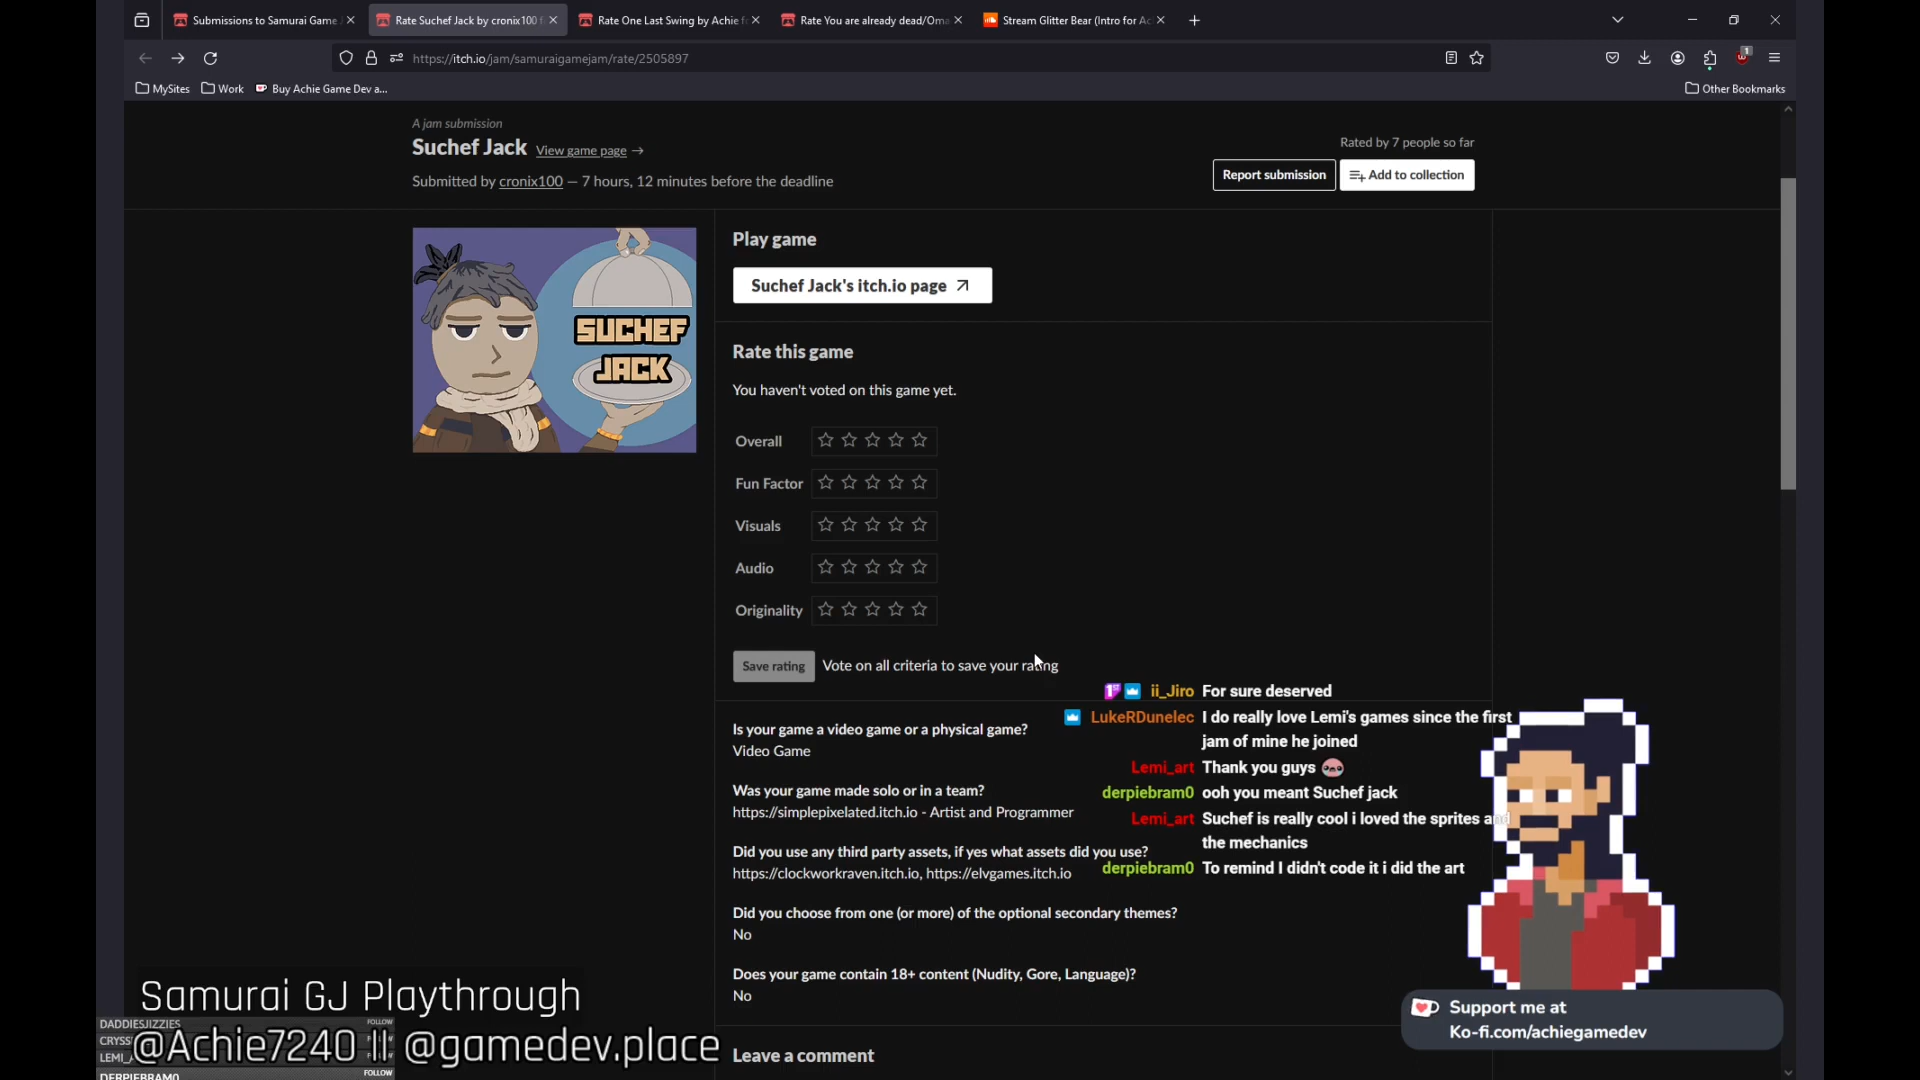 Submissions to Samurai Game J
Rate Suchef Jack by cronix100 f
Rate One Last Swing by Achie fo
Rate You are already dead/Oma
Stream Glitter Bear (Intro for Ac
https://itch.io/jam/samuraigamejam/rate/2505897
1
MySites
Work
Buy Achie Game Dev a...
Other Bookmarks
A jam submission
Suchef Jack View game page →
Rated by 7 people so far
Submitted by cronix100 — 7 hours, 12 minutes before the deadline
Report submission
Add to collection
SUCHEF
JACK
Play game
Suchef Jack's itch.io page
Rate this game
You haven't voted on this game yet.
Overall
Fun Factor
Visuals
Audio
Originality
Save rating Vote on all criteria to save your rating
Is your game a video game or a physical game?
Video Game
Was your game made solo or in a team?
https://simplepixelated.itch.io - Artist and Programmer
Did you use any third party assets, if yes what assets did you use?
https://clockworkraven.itch.io, https://elvgames.itch.io
Did you choose from one (or more) of the optional secondary themes?
No
Does your game contain 18+ content (Nudity, Gore, Language)?
No
Leave a comment
ii_Jiro For sure deserved
LukeRDunelec I do really love Lemi's games since the first
jam of mine he joined
Lemi_art Thank you guys
derpiebram0 ooh you meant Suchef jack
Lemi_art Suchef is really cool i loved the sprites and
the mechanics
derpiebram0 To remind I didn't code it i did the art
Support me at
Ko-fi.com/achiegamedev
Samurai GJ Playthrough
@Achie7240 || @gamedev.place
DADDIESJIZZIES FOLLOW
DERPIEBRAM0 FOLLOW